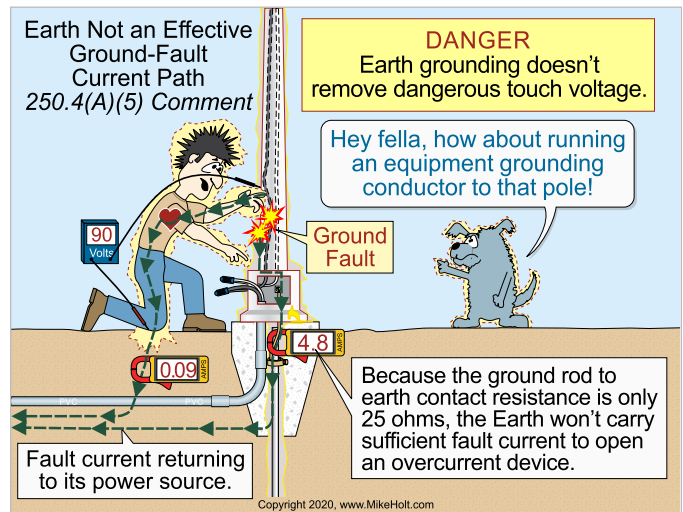 Earth Not an Effective
Ground-Fault
Current Path
250.4(A)(5) Comment
DANGER
Earth grounding doesn't
remove dangerous touch voltage.
Hey fella, how about running
an equipment grounding
conductor to that pole!
90
Volts
Ground
Fault
4.8
AMPS
0.09
AMPS
Because the ground rod to
earth contact resistance is only
25 ohms, the Earth won't carry
sufficient fault current to open
an overcurrent device.
PVC
PVC
Fault current returning
to its power source.
Copyright 2020, www.MikeHolt.com